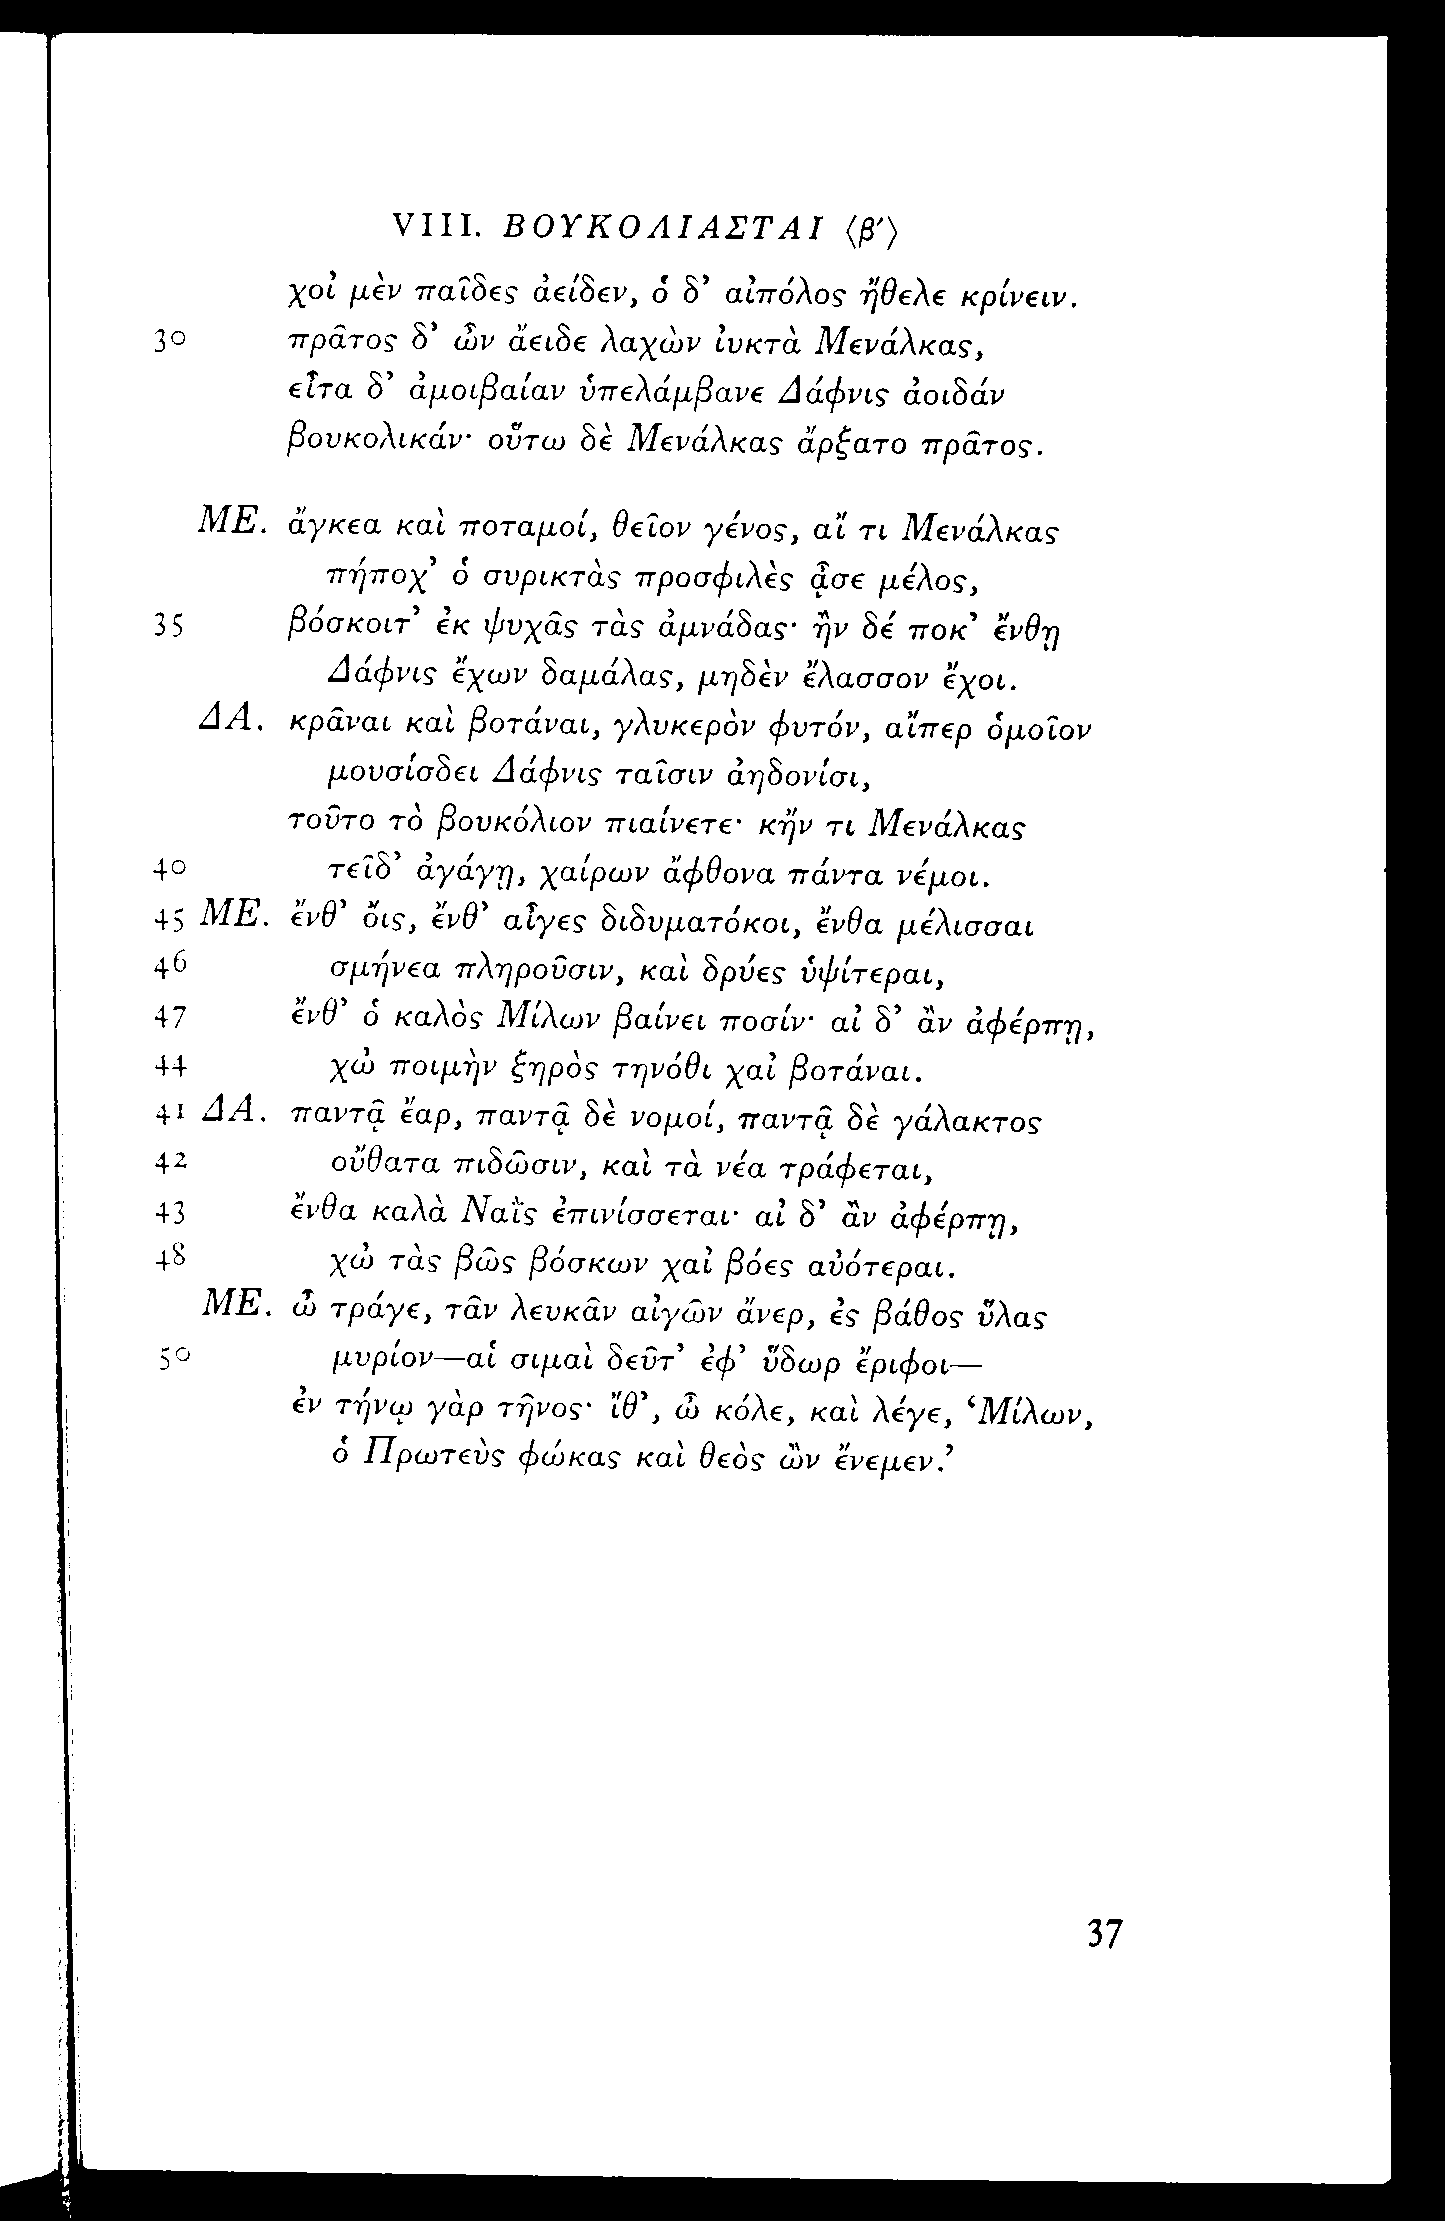 VIII. ΒΟΥΚΟΛΙΑΣΤΑΙ ⟨β′⟩
χοἰ μὲν παῖδες ἀείδεν, ὁ δ’ αἰπόλος ἤθελε κρίνειν.
30 πρᾶτος δ’ ὦν ἄειδε λαχὼν ἰυκτὰ Μενάλκας,
εἶτα δ’ ἀμοιβαίαν ὑπελάμβανε Δάφνις ἀοιδάν
βουκολικάν· οὕτω δὲ Μενάλκας ἄρξατο πρᾶτος.
ΜΕ. ἄγκεα καὶ ποταμοί, θεῖον γένος, αἴ τι Μενάλκας
πήποχ’ ὁ συρικτὰς προσφιλὲς ᾆσε μέλος,
35 βόσκοιτ’ ἐκ ψυχᾶς τὰς ἀμνάδας· ἢν δέ ποκ’ ἔνθῃ
Δάφνις ἔχων δαμάλας, μηδὲν ἔλασσον ἔχοι.
ΔΑ. κρᾶναι καὶ βοτάναι, γλυκερὸν φυτόν, αἴπερ ὁμοῖον
μουσίσδει Δάφνις ταῖσιν ἀηδονίσι,
τοῦτο τὸ βουκόλιον πιαίνετε· κἤν τι Μενάλκας
40 τεῖδ’ ἀγάγῃ, χαίρων ἄφθονα πάντα νέμοι.
45 ΜΕ. ἔνθ’ ὄις, ἔνθ’ αἶγες διδυματόκοι, ἔνθα μέλισσαι
46 σμήνεα πληροῦσιν, καὶ δρύες ὑψίτεραι,
47 ἔνθ’ ὁ καλὸς Μίλων βαίνει ποσίν· αἰ δ’ ἂν ἀφέρπῃ,
44 χὠ ποιμὴν ξηρὸς τηνόθι χαἰ βοτάναι.
41 ΔΑ. παντᾷ ἔαρ, παντᾷ δὲ νομοί, παντᾷ δὲ γάλακτος
42 οὔθατα πιδῶσιν, καὶ τὰ νέα τράφεται,
43 ἔνθα καλὰ Ναῒς ἐπινίσσεται· αἰ δ’ ἂν ἀφέρπῃ,
48 χὠ τὰς βῶς βόσκων χαἰ βόες αὐότεραι.
ΜΕ. ὦ τράγε, τᾶν λευκᾶν αἰγῶν ἄνερ, ἐς βάθος ὕλας
50 μυρίον—αἱ σιμαὶ δεῦτ’ ἐφ’ ὕδωρ ἔριφοι—
ἐν τήνῳ γὰρ τῆνος· ἴθ’, ὦ κόλε, καὶ λέγε, ‘Μίλων,
ὁ Πρωτεὺς φώκας καὶ θεὸς ὢν ἔνεμεν.’
37